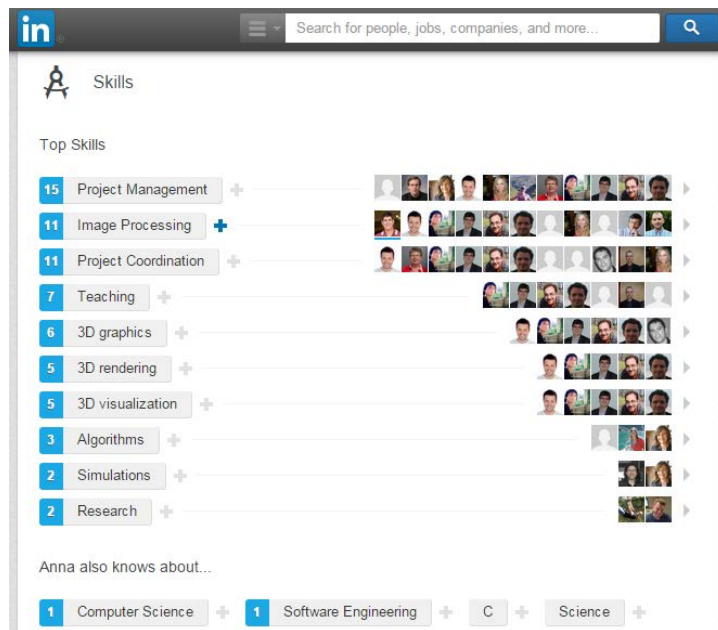 in
Search for people, jobs, companies, and more...
Skills
Top Skills
15 Project Management
11 Image Processing
11 Project Coordination
7 Teaching
6 3D graphics
5 3D rendering
5 3D visualization
3 Algorithms
2 Simulations
2 Research
Anna also knows about...
1 Computer Science 1 Software Engineering C Science